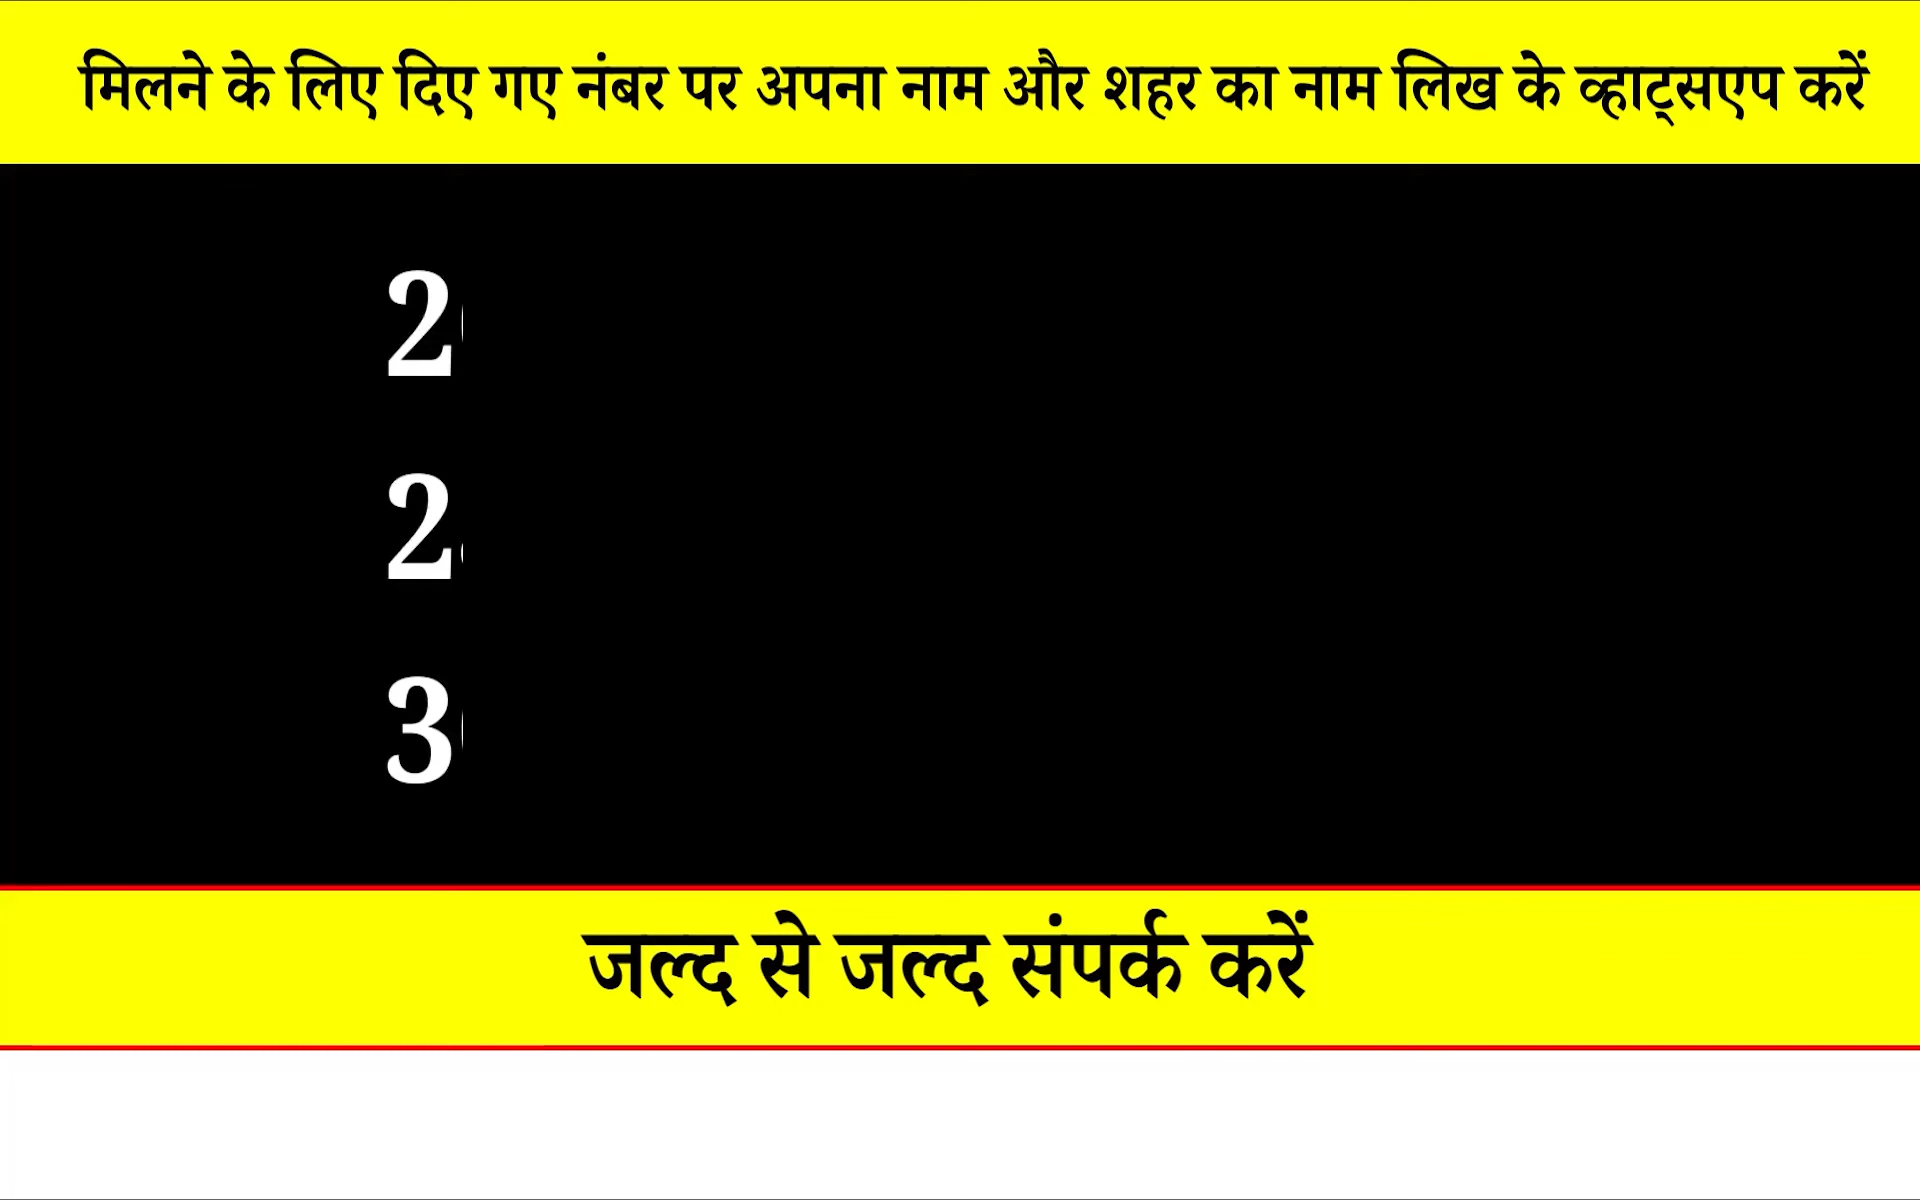 मिलने के लिए दिए गए नंबर पर अपना नाम और शहर का नाम लिख के व्हाट्सएप करें
2
2
3
जल्द से जल्द संपर्क करें